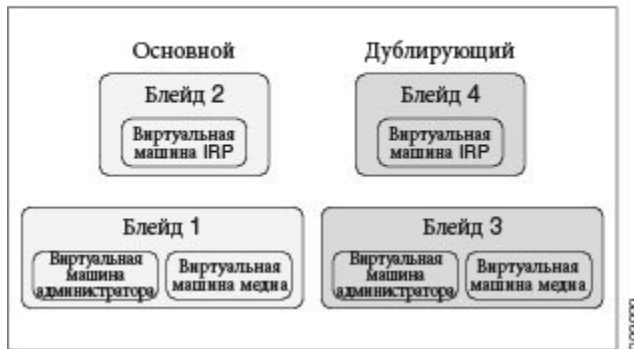 Основной
Дублирующий
Блейд 2
Виртуальная
машина IRP
Блейд 4
Виртуальная
машина IRP
Блейд 1
Виртуальная
машина
администратора
Виртуальная
машина медиа
Блейд 3
Виртуальная
машина
администратора
Виртуальная
машина медиа